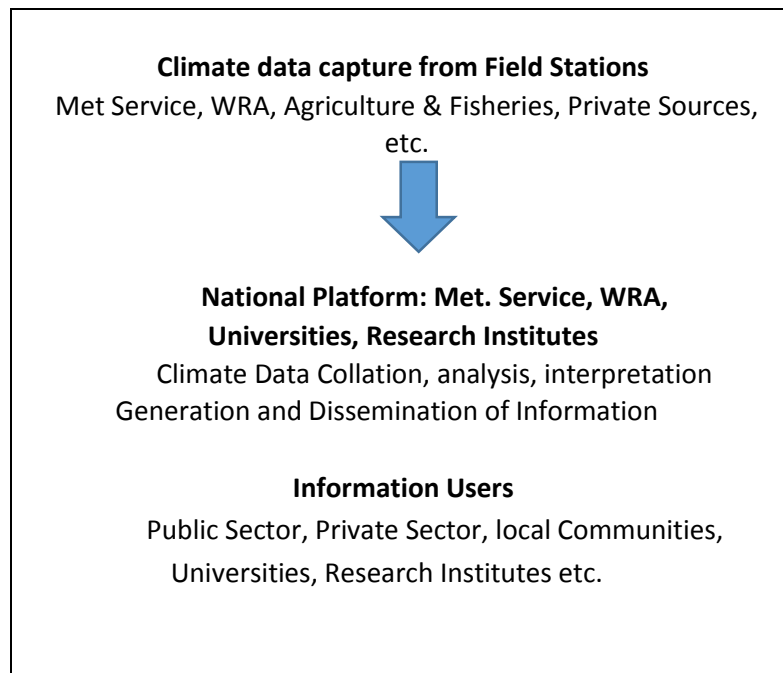 Climate data capture from Field Stations
Met Service, WRA, Agriculture & Fisheries, Private Sources,
etc.
National Platform: Met. Service, WRA,
Universities, Research Institutes
Climate Data Collation, analysis, interpretation
Generation and Dissemination of Information
Information Users
Public Sector, Private Sector, local Communities,
Universities, Research Institutes etc.